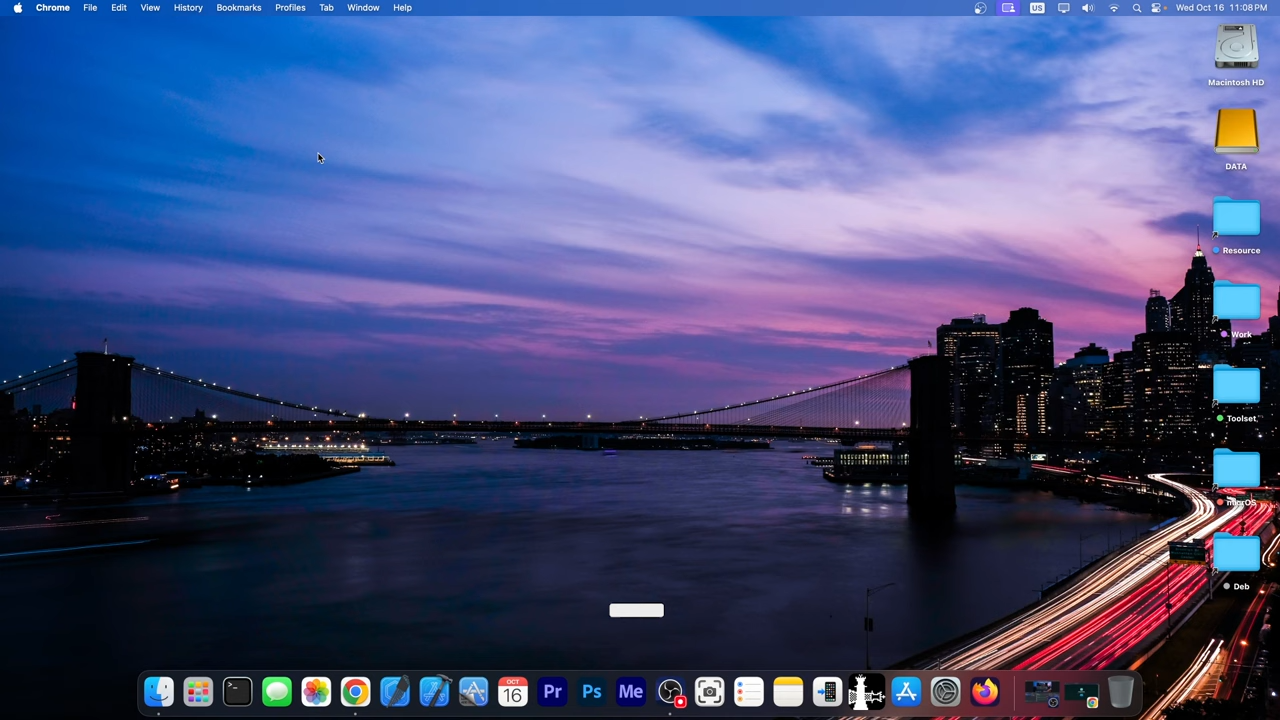 Chrome File Edit View History Bookmarks Profiles Tab Window Help US Wed Oct 16 11:08 PM
Macintosh HD
DATA
Resource
Work
Toolset
micrOS
Deb
OCT
16
Pr
Ps
Me